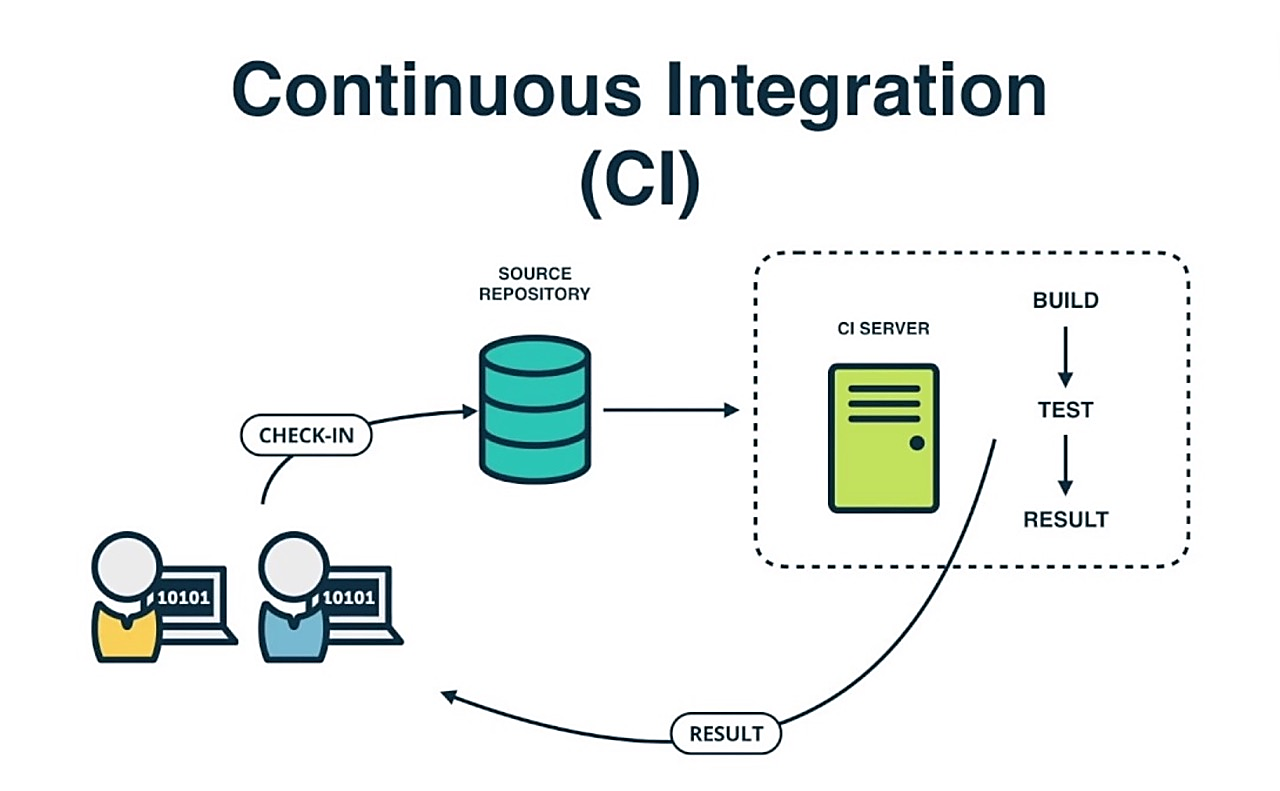 Continuous Integration
(CI)
SOURCE
REPOSITORY
CI SERVER
BUILD
TEST
RESULT
CHECK-IN
10101
10101
RESULT